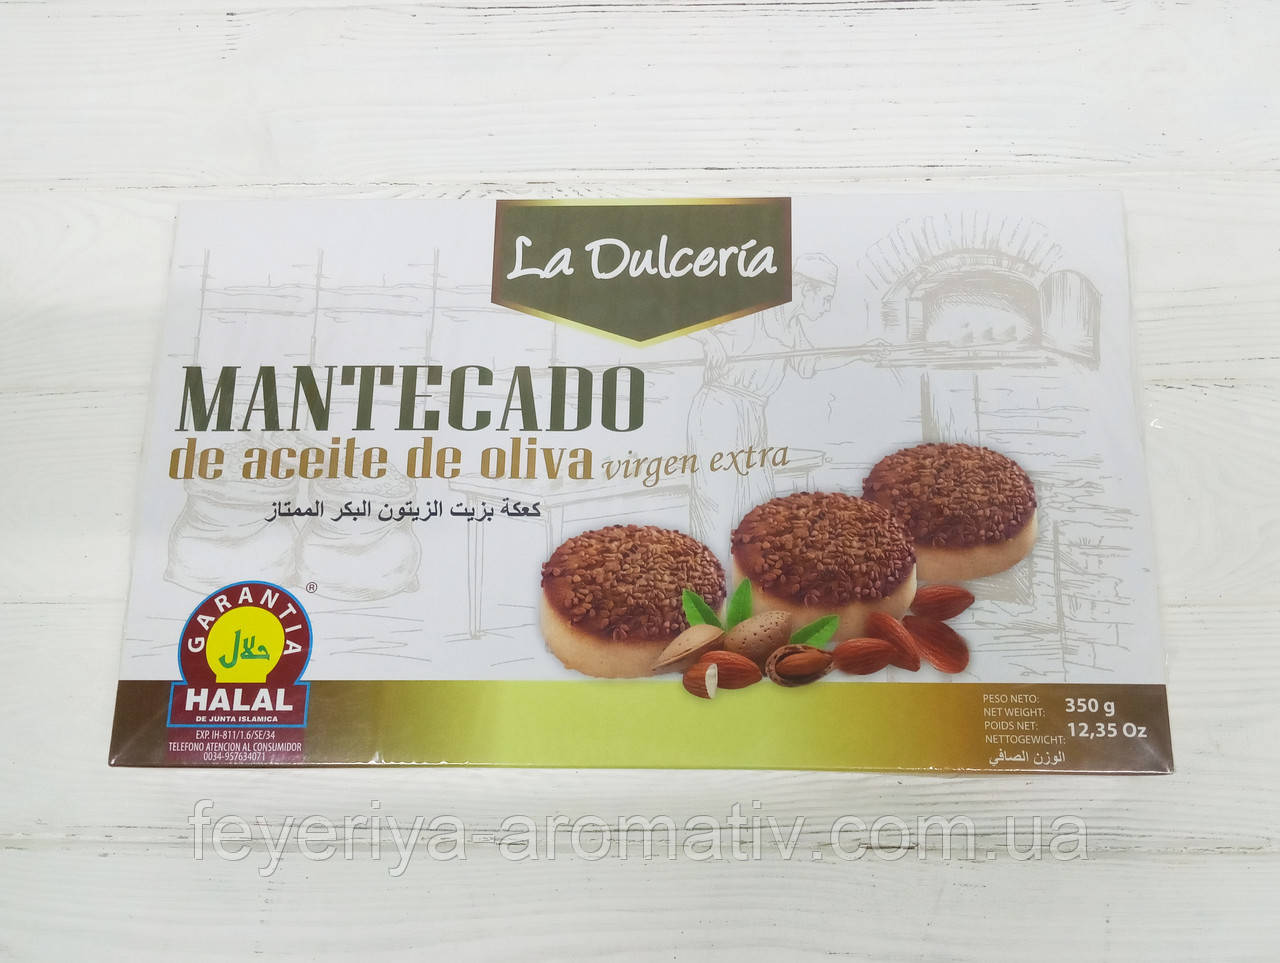 La Dulcería
MANTECADO
de aceite de oliva virgen extra
كعكة بزيت الزيتون البكر الممتاز
®
GARANTIA
حلال
HALAL
DE JUNTA ISLAMICA
EXP. IH-811/1.6/SE/34
TELEFONO ATENCION AL CONSUMIDOR
0034-957634071
PESO NETO:
NET WEIGHT:
POIDS NET:
NETTOGEWICHT:
الوزن الصافي
350 g
12,35 Oz
feyeriya-aromativ.com.ua